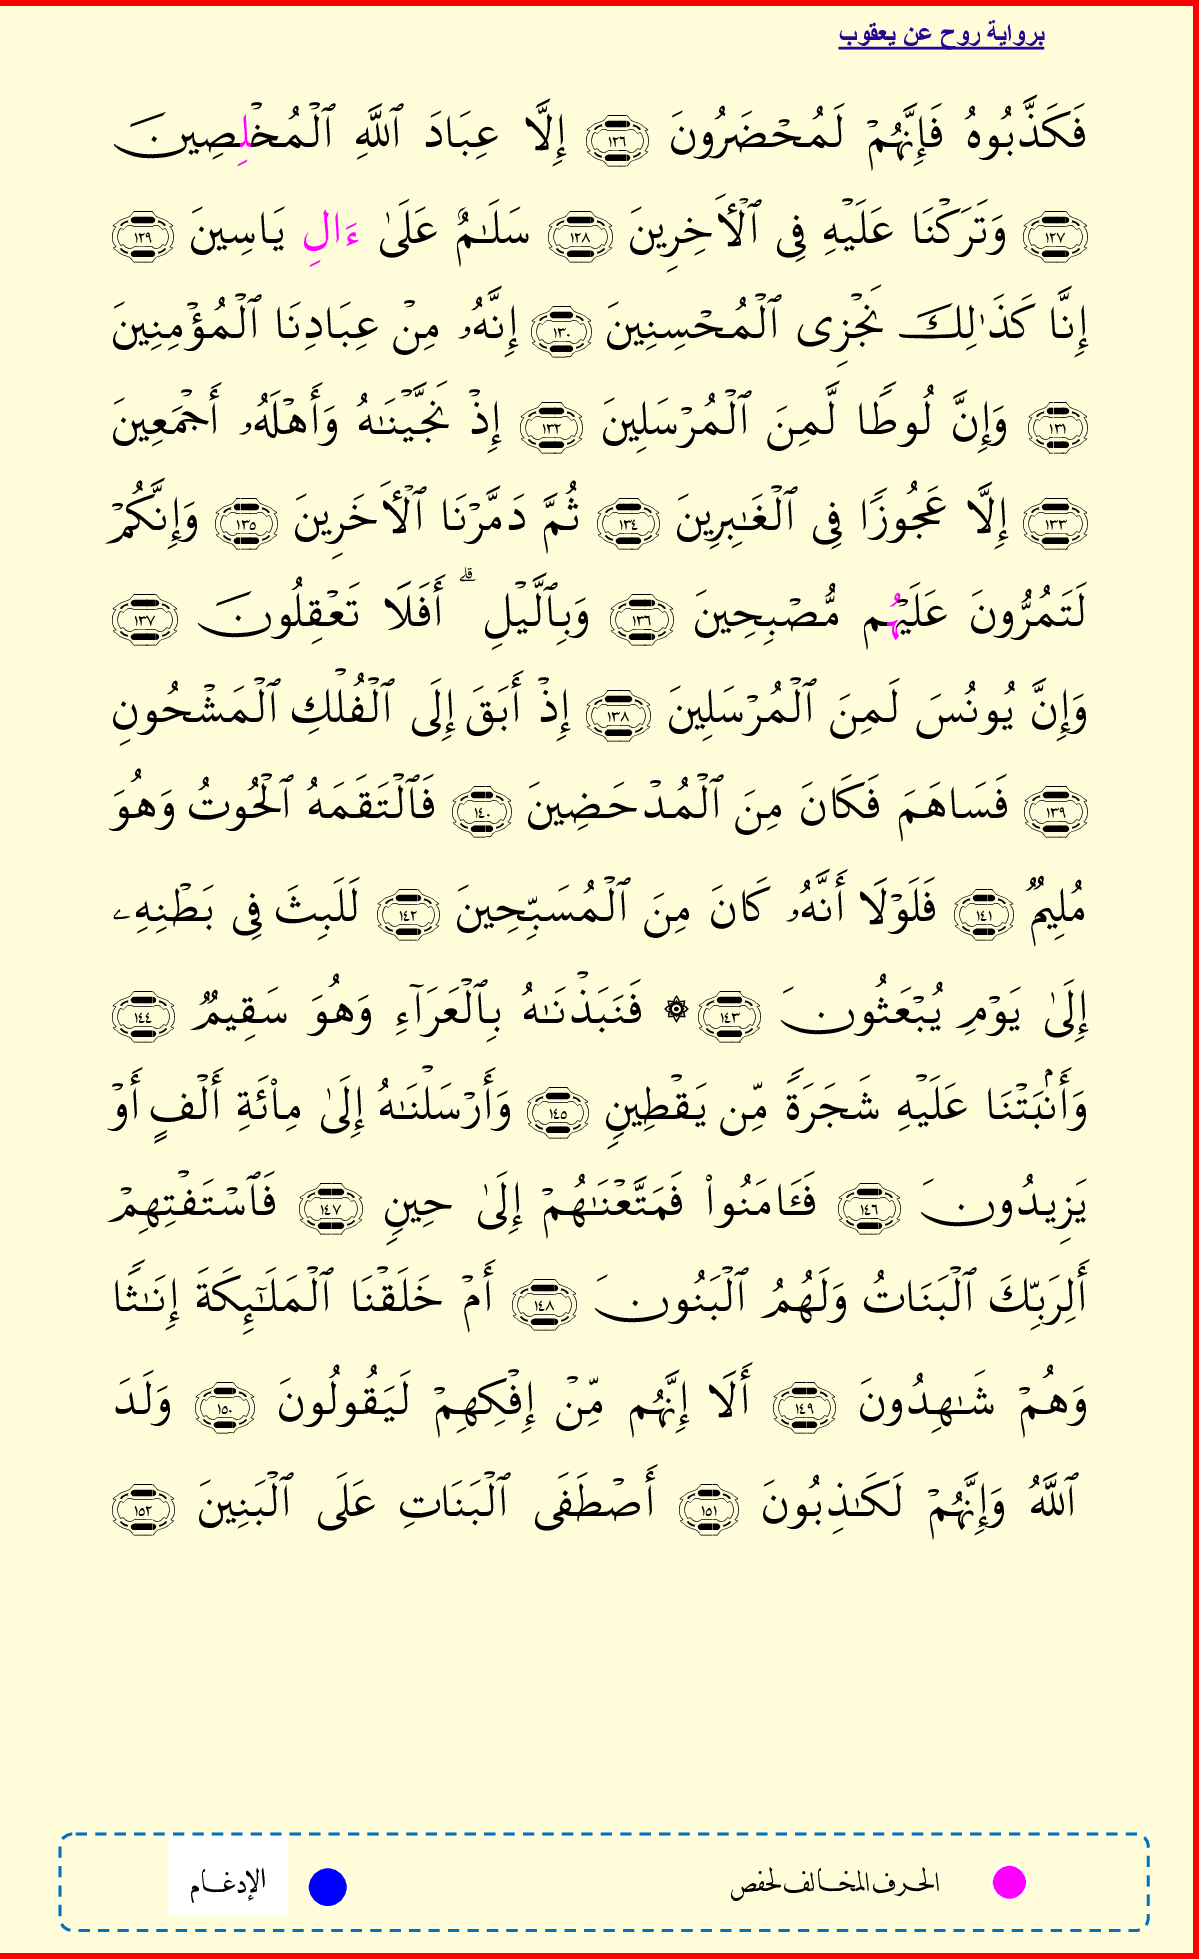 برواية روح عن يعقوب
فَكَذَّبُوهُ فَإِنَّهُمۡ لَمُحۡضَرُونَ ١٢٦ إِلَّا عِبَادَ ٱللَّهِ ٱلۡمُخۡلِصِينَ
١٢٧ وَتَرَكۡنَا عَلَيۡهِ فِي ٱلۡأٓخِرِينَ ١٢٨ سَلَٰمٌ عَلَىٰٓ ءَالِ يَاسِينَ ١٢٩
إِنَّا كَذَٰلِكَ نَجۡزِي ٱلۡمُحۡسِنِينَ ١٣٠ إِنَّهُۥ مِنۡ عِبَادِنَا ٱلۡمُؤۡمِنِينَ
١٣١ وَإِنَّ لُوطٗا لَّمِنَ ٱلۡمُرۡسَلِينَ ١٣٢ إِذۡ نَجَّيۡنَٰهُ وَأَهۡلَهُۥ أَجۡمَعِينَ
١٣٣ إِلَّا عَجُوزٗا فِي ٱلۡغَٰبِرِينَ ١٣٤ ثُمَّ دَمَّرۡنَا ٱلۡأٓخَرِينَ ١٣٥ وَإِنَّكُمۡ
لَتَمُرُّونَ عَلَيۡهُم مُّصۡبِحِينَ ١٣٦ وَبِٱلَّيۡلِۚ أَفَلَا تَعۡقِلُونَ ١٣٧
وَإِنَّ يُونُسَ لَمِنَ ٱلۡمُرۡسَلِينَ ١٣٨ إِذۡ أَبَقَ إِلَى ٱلۡفُلۡكِ ٱلۡمَشۡحُونِ
١٣٩ فَسَاهَمَ فَكَانَ مِنَ ٱلۡمُدۡحَضِينَ ١٤٠ فَٱلۡتَقَمَهُ ٱلۡحُوتُ وَهُوَ
مُلِيمٞ ١٤١ فَلَوۡلَآ أَنَّهُۥ كَانَ مِنَ ٱلۡمُسَبِّحِينَ ١٤٢ لَلَبِثَ فِي بَطۡنِهِۦٓ
إِلَىٰ يَوۡمِ يُبۡعَثُونَ ١٤٣ ۞ فَنَبَذۡنَٰهُ بِٱلۡعَرَآءِ وَهُوَ سَقِيمٞ ١٤٤
وَأَنۢبَتۡنَا عَلَيۡهِ شَجَرَةٗ مِّن يَقۡطِينٖ ١٤٥ وَأَرۡسَلۡنَٰهُ إِلَىٰ مِاْئَةِ أَلۡفٍ أَوۡ
يَزِيدُونَ ١٤٦ فَـَٔامَنُواْ فَمَتَّعۡنَٰهُمۡ إِلَىٰ حِينٖ ١٤٧ فَٱسۡتَفۡتِهِمۡ
أَلِرَبِّكَ ٱلۡبَنَاتُ وَلَهُمُ ٱلۡبَنُونَ ١٤٨ أَمۡ خَلَقۡنَا ٱلۡمَلَٰٓئِكَةَ إِنَٰثٗا
وَهُمۡ شَٰهِدُونَ ١٤٩ أَلَآ إِنَّهُم مِّنۡ إِفۡكِهِمۡ لَيَقُولُونَ ١٥٠ وَلَدَ
ٱللَّهُ وَإِنَّهُمۡ لَكَٰذِبُونَ ١٥١ أَصۡطَفَى ٱلۡبَنَاتِ عَلَى ٱلۡبَنِينَ ١٥٢
الحرف المخالف لحفص
الإدغام